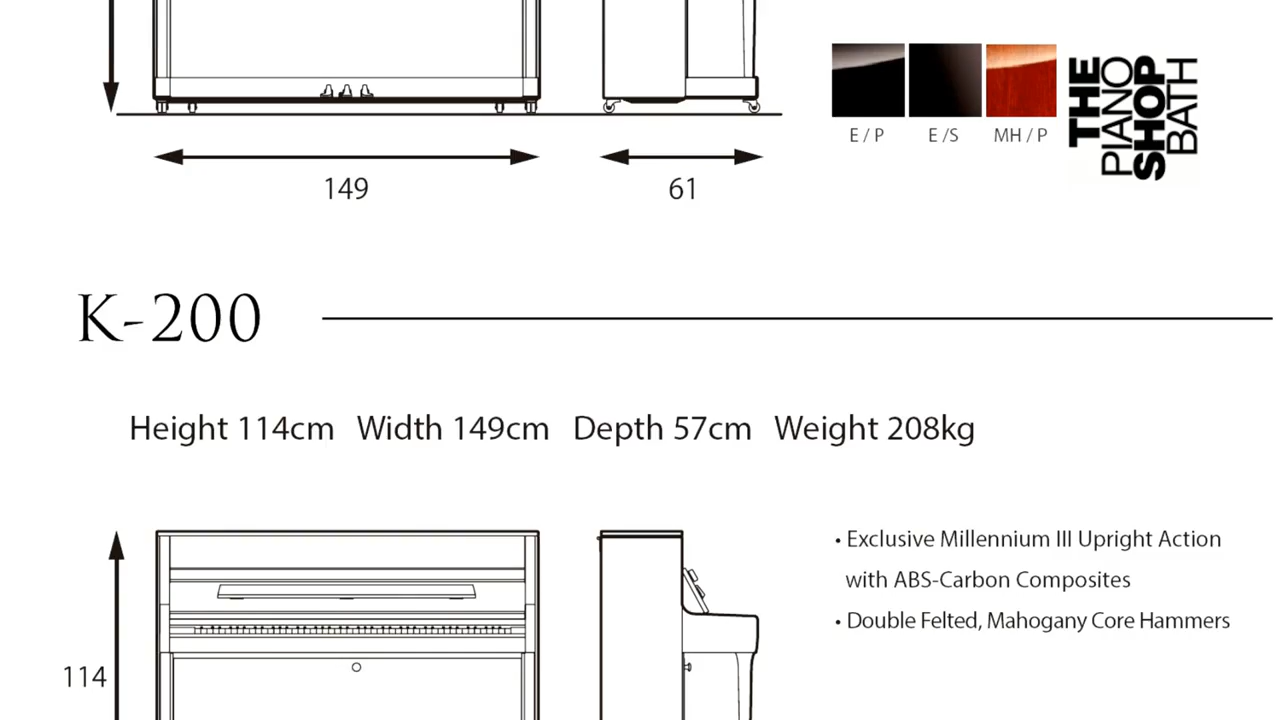 E / P
E /S
MH / P
THE
PIANO
SHOP
BATH
149
61
K-200
Height 114cm Width 149cm Depth 57cm Weight 208kg
• Exclusive Millennium III Upright Action
with ABS-Carbon Composites
• Double Felted, Mahogany Core Hammers
114